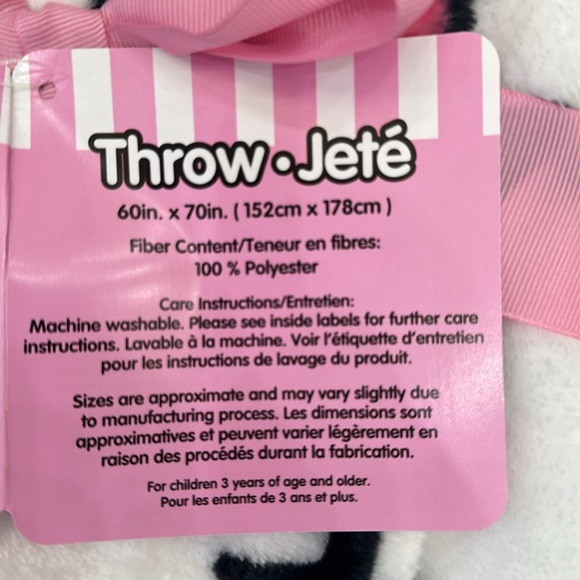 Throw • Jeté
60in. x 70in. ( 152cm x 178cm )
Fiber Content/Teneur en fibres:
100 % Polyester
Care Instructions/Entretien:
Machine washable. Please see inside labels for further care
instructions. Lavable à la machine. Voir l'étiquette d'entretien
pour les instructions de lavage du produit.
Sizes are approximate and may vary slightly due
to manufacturing process. Les dimensions sont
approximatives et peuvent varier légèrement en
raison des procédés durant la fabrication.
For children 3 years of age and older.
Pour les enfants de 3 ans et plus.